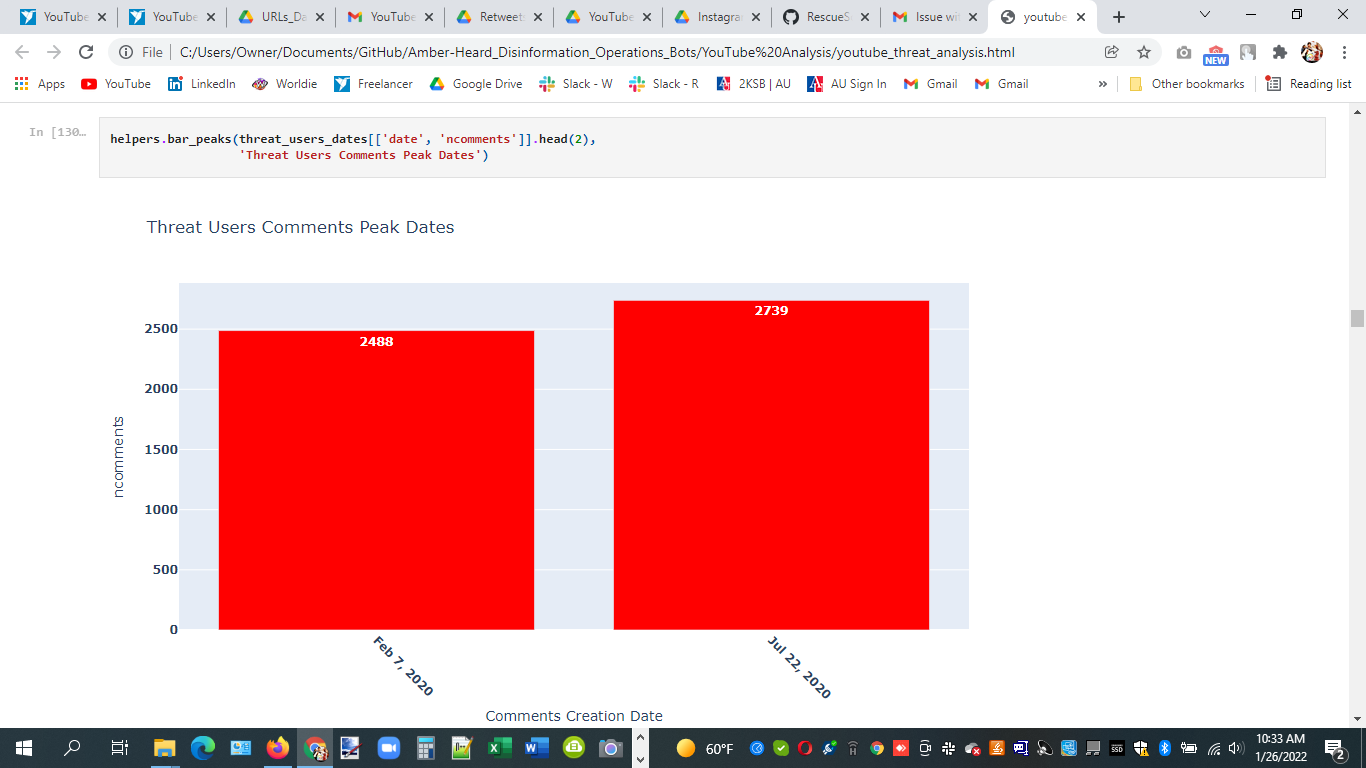 YouTube
YouTube
URLs_Da
YouTube
Retweet
YouTube
Instagra
RescueS
Issue wi
youtube
File
C:/Users/Owner/Documents/GitHub/Amber-Heard_Disinformation_Operations_Bots/YouTube%20Analysis/youtube_threat_analysis.html
NEW
Apps
YouTube
LinkedIn
Worldie
Freelancer
Google Drive
Slack - W
Slack - R
2KSB | AU
AU Sign In
Gmail
Gmail
»
Other bookmarks
Reading list
In [130…
helpers.bar_peaks(threat_users_dates[['date', 'ncomments']].head(2),
'Threat Users Comments Peak Dates')
Threat Users Comments Peak Dates
2488
2739
2500
2000
1500
1000
500
0
ncomments
Feb 7, 2020
Jul 22, 2020
Comments Creation Date
60°F
10:33 AM
1/26/2022
2